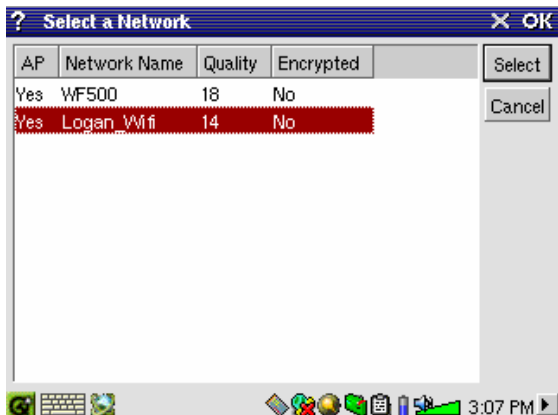 ? Select a Network X OK
AP Network Name Quality Encrypted
Yes WF500 18 No
Yes Logan_Wifi 14 No
Select
Cancel
3:07 PM